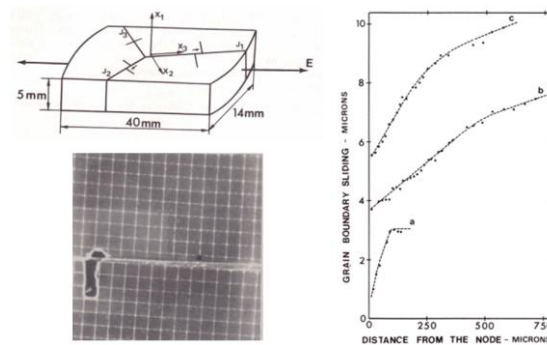 X₁
J₃
X₃
J₁
J₂
X₂
E
5mm
40mm
14mm
GRAIN BOUNDARY SLIDING - MICRONS
10
8
6
4
2
0
c
b
a
0
250
500
750
DISTANCE FROM THE NODE - MICRONS